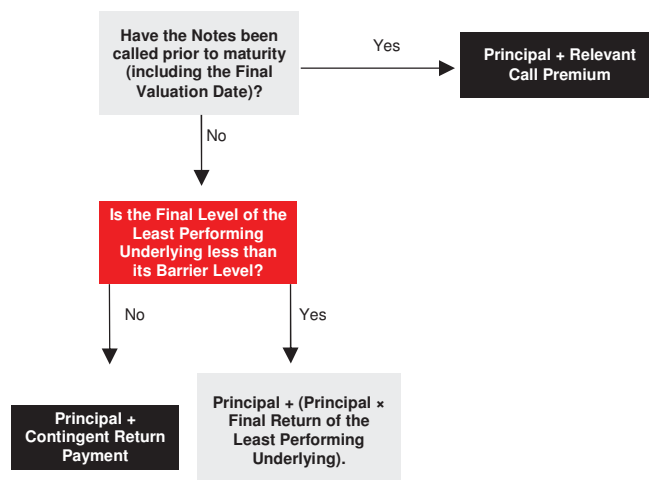 Have the Notes been
called prior to maturity
(including the Final
Valuation Date)?
Yes
Principal + Relevant
Call Premium
No
Is the Final Level of the
Least Performing
Underlying less than
its Barrier Level?
No
Yes
Principal +
Contingent Return
Payment
Principal + (Principal ×
Final Return of the
Least Performing
Underlying).